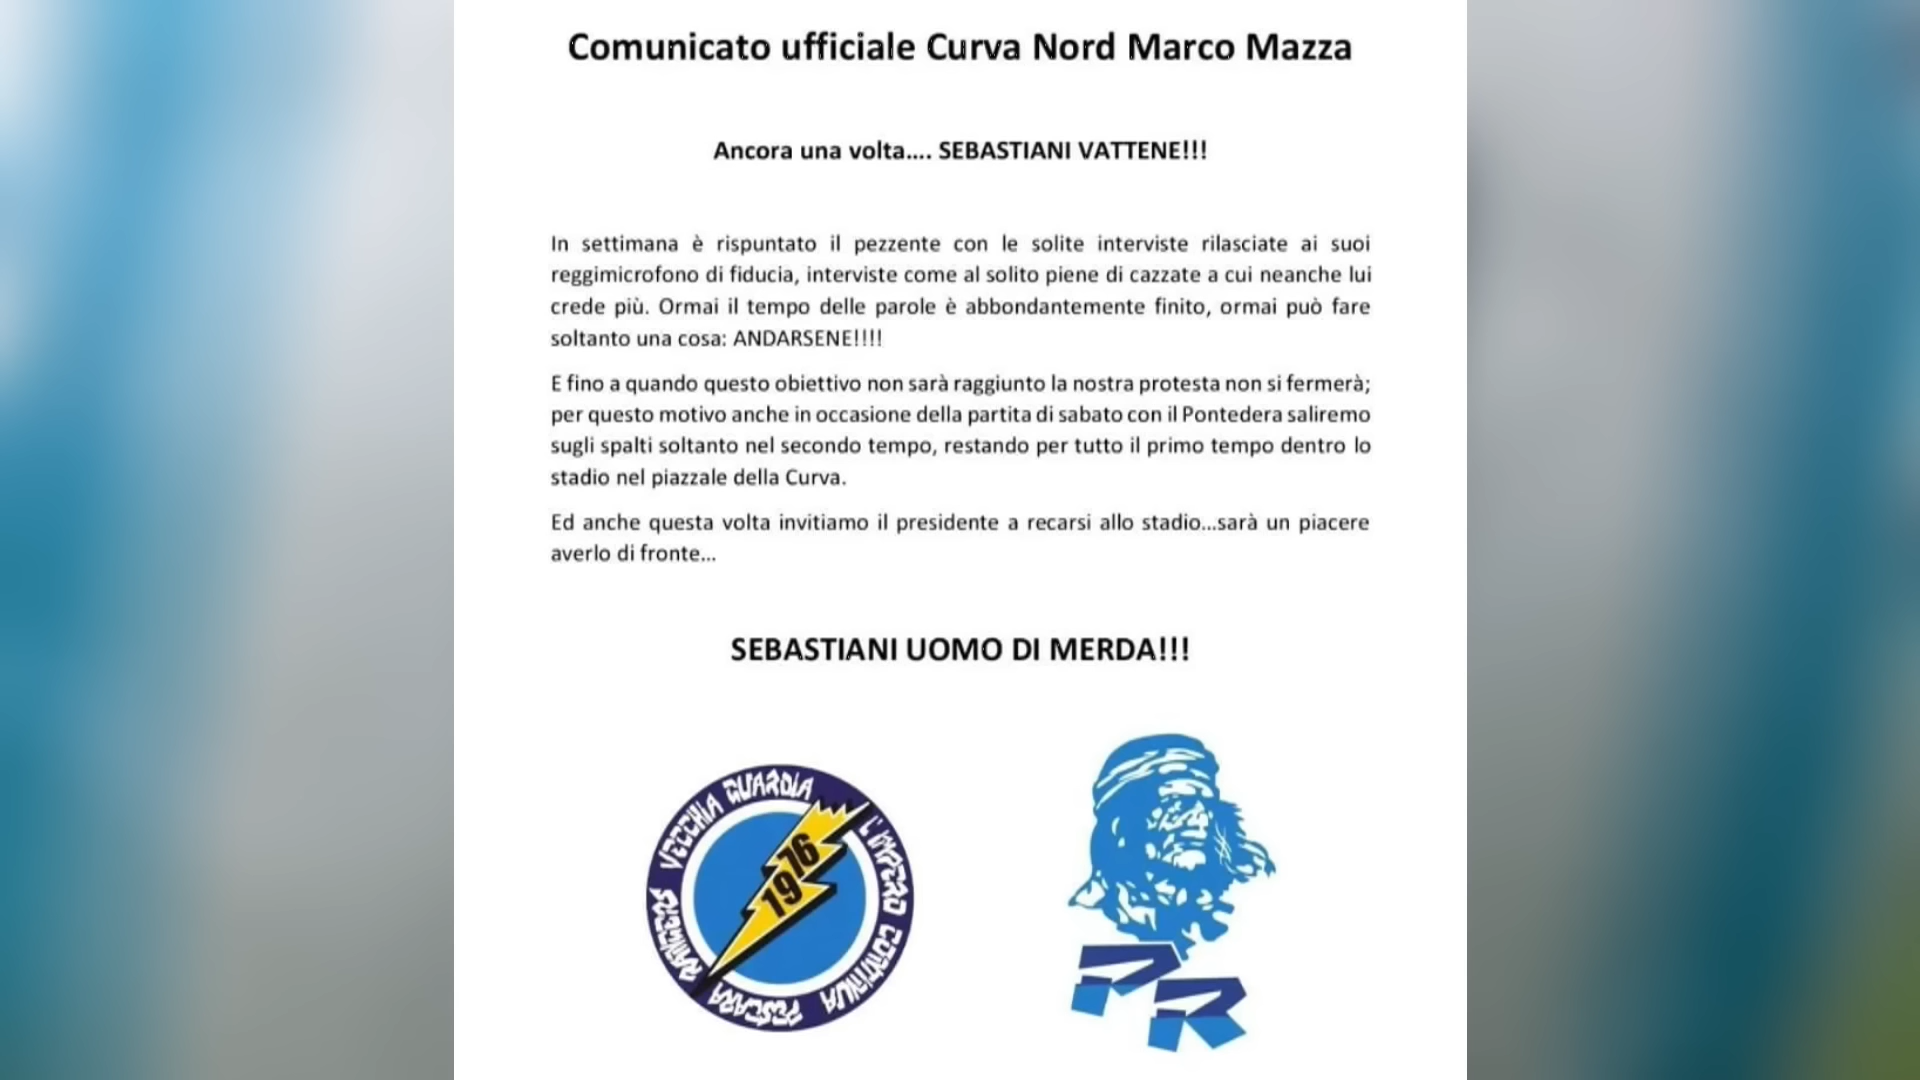 Comunicato ufficiale Curva Nord Marco Mazza
Ancora una volta.... SEBASTIANI VATTENE!!!
In settimana è rispuntato il pezzente con le solite interviste rilasciate ai suoi
reggimicrofono di fiducia, interviste come al solito piene di cazzate a cui neanche lui
crede più. Ormai il tempo delle parole è abbondantemente finito, ormai può fare
soltanto una cosa: ANDARSENE!!!!
E fino a quando questo obiettivo non sarà raggiunto la nostra protesta non si fermerà;
per questo motivo anche in occasione della partita di sabato con il Pontedera saliremo
sugli spalti soltanto nel secondo tempo, restando per tutto il primo tempo dentro lo
stadio nel piazzale della Curva.
Ed anche questa volta invitiamo il presidente a recarsi allo stadio...sarà un piacere
averlo di fronte...
SEBASTIANI UOMO DI MERDA!!!
VECCHIA GUARDIA
L'IMPERO CONTINUA
PESCARA RANGERS
1976
PR